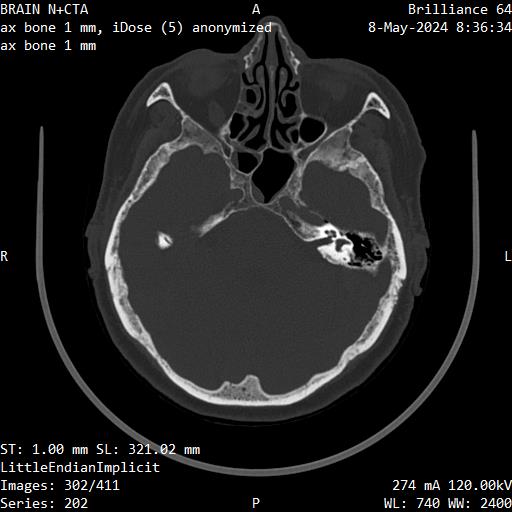 BRAIN N+CTA
ax bone 1 mm, iDose (5) anonymized
ax bone 1 mm
A
Brilliance 64
8-May-2024 8:36:34
R
L
ST: 1.00 mm SL: 321.02 mm
LittleEndianImplicit
Images: 302/411
Series: 202
P
274 mA 120.00kV
WL: 740 WW: 2400